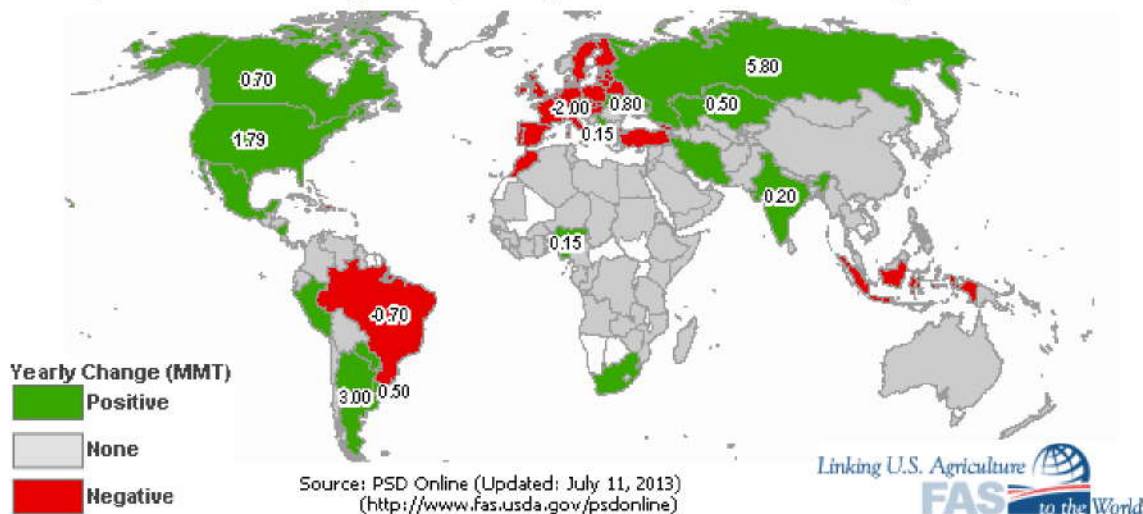 0.70
5.80
-2.00
0.80
0.50
1.79
0.15
0.20
0.15
-0.70
Yearly Change (MMT)
Positive
3.00
0.50
None
Negative
Source: PSD Online (Updated: July 11, 2013)
(http://www.fas.usda.gov/psdonline)
Linking U.S. Agriculture
FAS
to the World